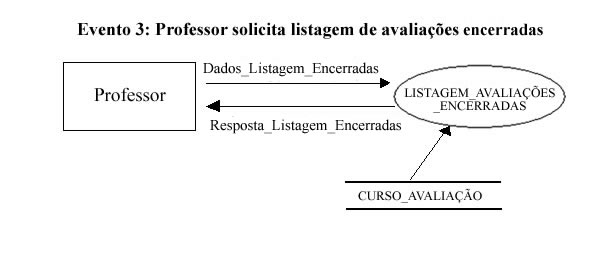 Evento 3: Professor solicita listagem de avaliações encerradas
Dados_Listagem_Encerradas
Professor
LISTAGEM_AVALIAÇÕES
_ENCERRADAS
Resposta_Listagem_Encerradas
CURSO_AVALIAÇÃO